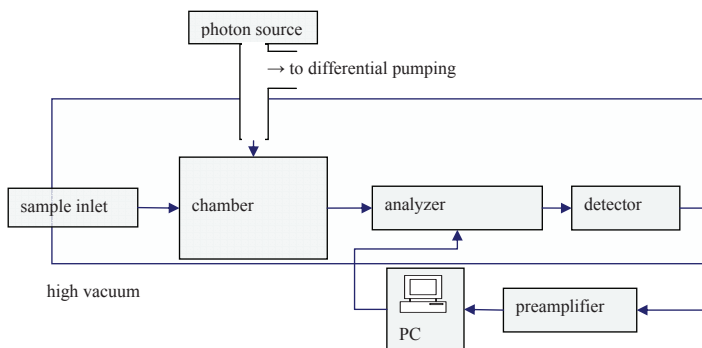 photon source
→ to differential pumping
sample inlet
chamber
analyzer
detector
high vacuum
PC
preamplifier